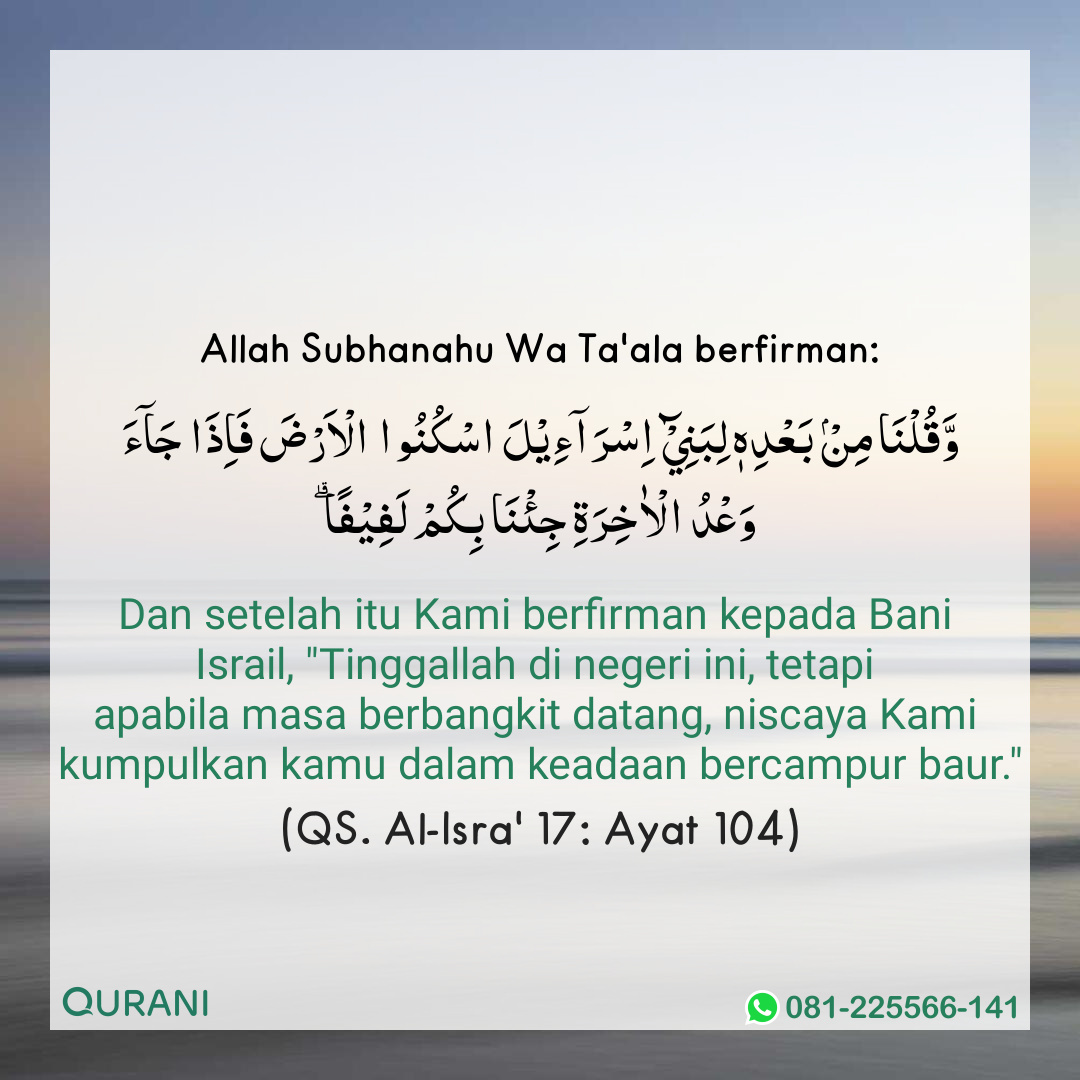 Allah Subhanahu Wa Ta'ala berfirman:
وَّقُلْنَا مِنْۢ بَعْدِهٖ لِبَنِيْۤ اِسْرَآءِيْلَ اسْكُنُوا الْاَرْضَ فَاِذَا جَآءَ
وَعْدُ الْاٰخِرَةِ جِئْنَا بِكُمْ لَفِيْفًا ۗ
Dan setelah itu Kami berfirman kepada Bani
Israil, "Tinggallah di negeri ini, tetapi
apabila masa berbangkit datang, niscaya Kami
kumpulkan kamu dalam keadaan bercampur baur."
(QS. Al-Isra' 17: Ayat 104)
QURANI
081-225566-141